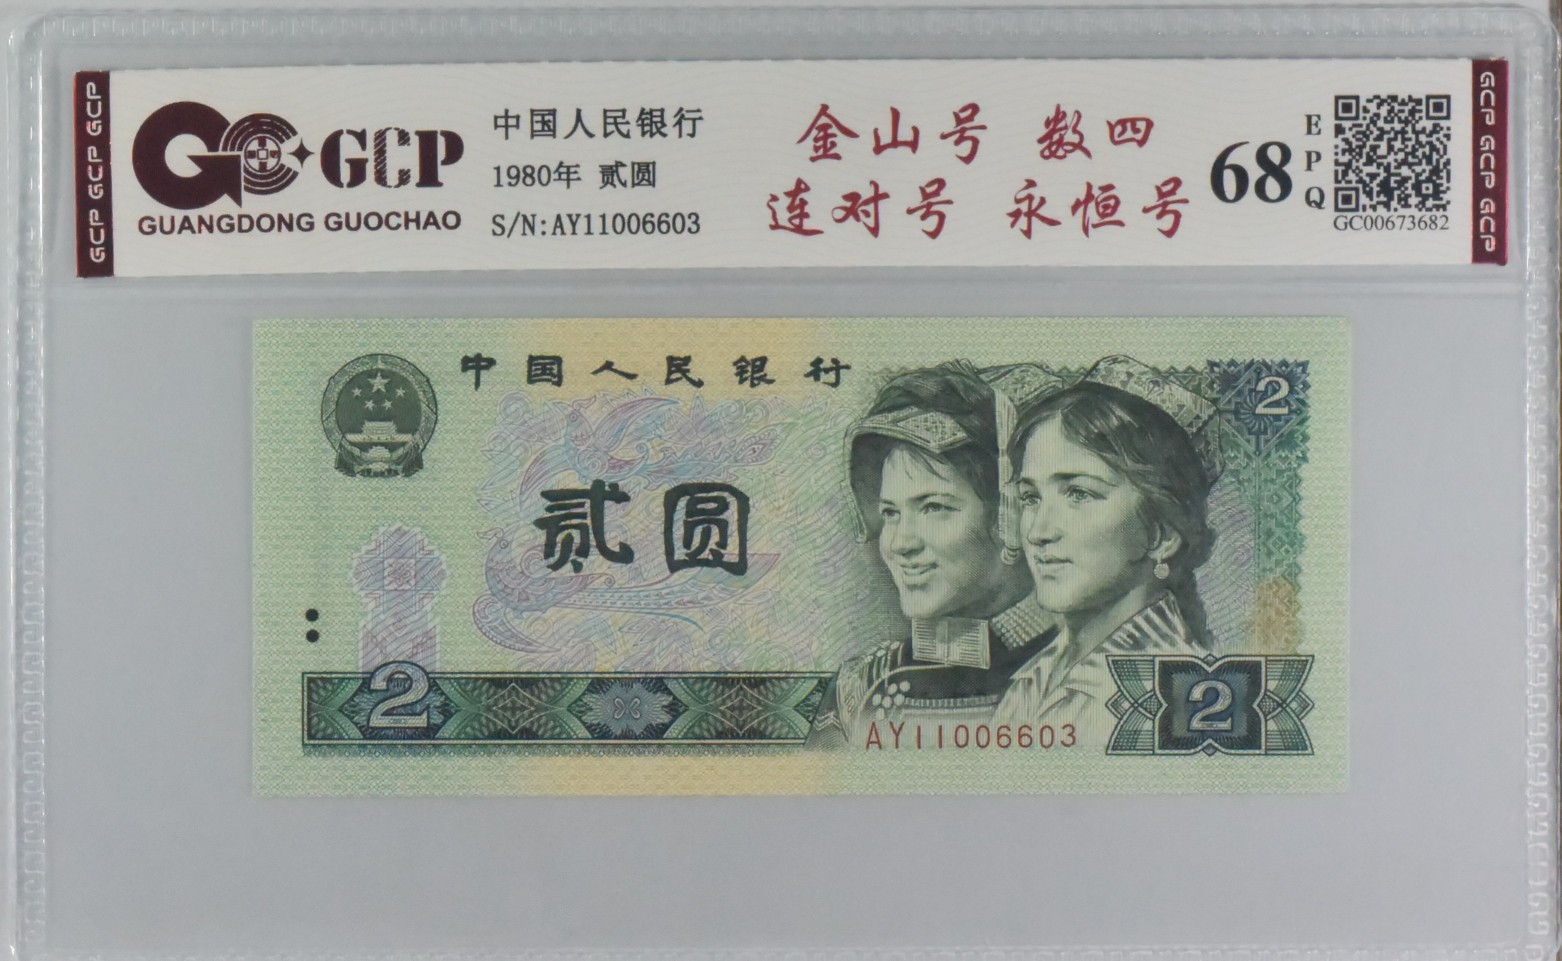 GCP GCP GCP
GCP
GUANGDONG GUOCHAO
中国人民银行
1980年 贰圆
S/N:AY11006603
金山号 数四
连对号 永恒号
68
EPQ
GC00673682
GCP GCP GCP
中国人民银行
2
贰圆
2
AY11006603
2